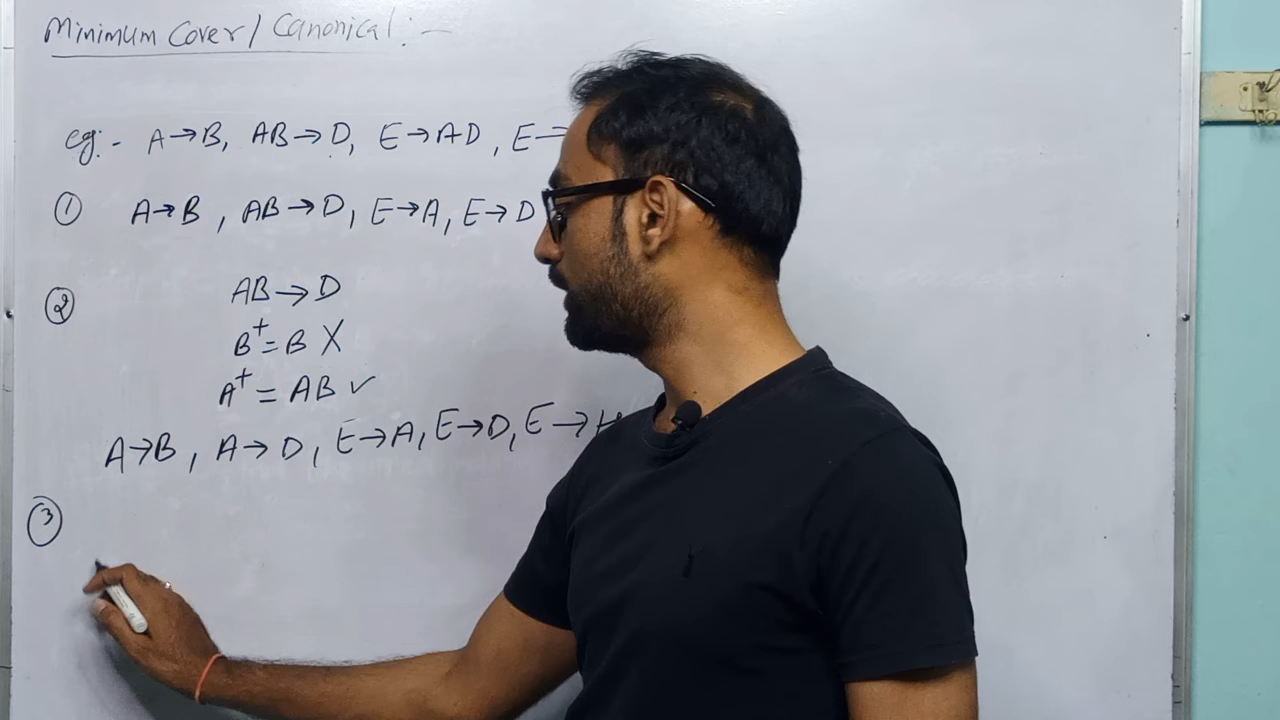 Minimum Cover / Canonical :-
eg:- A→B, AB→D, E→AD, E→
① A→B, AB→D, E→A, E→D
② AB→D
B⁺=B X
A⁺=AB ✓
A→B, A→D, E→A, E→D, E→H
③